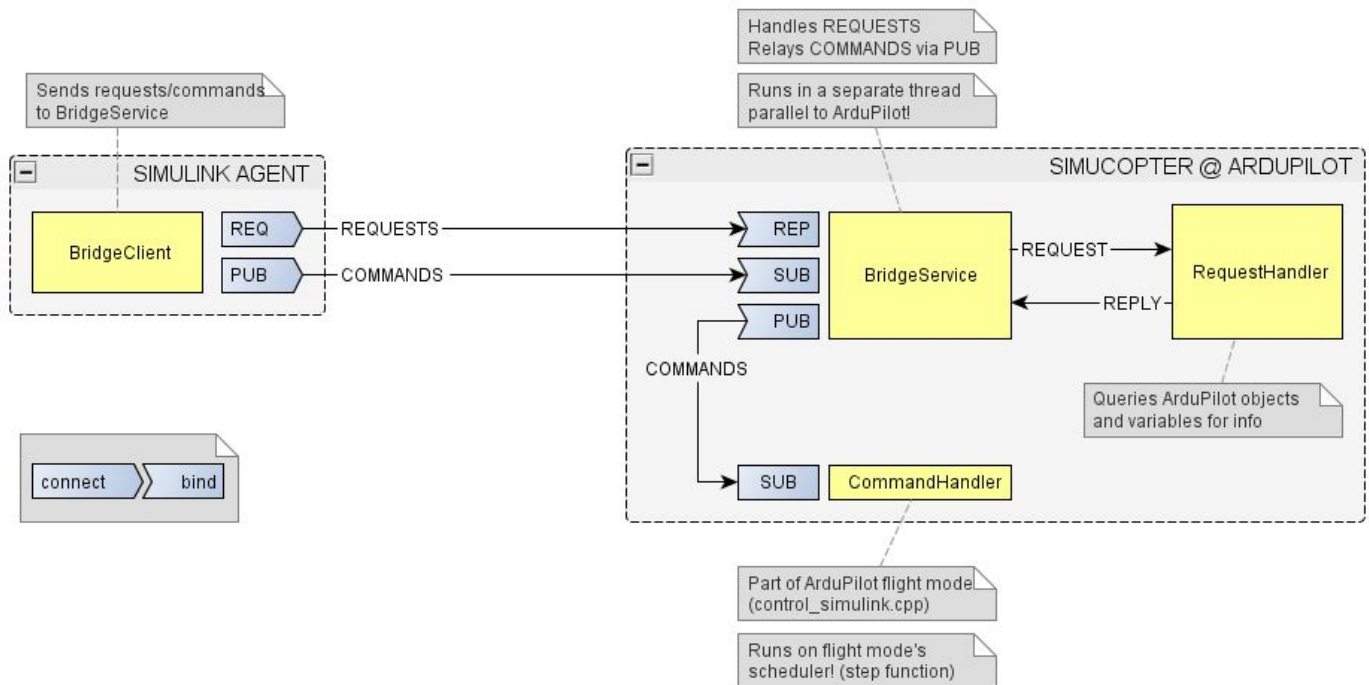 Handles REQUESTS
Relays COMMANDS via PUB
Sends requests/commands
to BridgeService
Runs in a separate thread
parallel to ArduPilot!
SIMULINK AGENT
SIMUCOPTER @ ARDUPILOT
BridgeClient
REQ
REQUESTS
REP
PUB
COMMANDS
SUB
PUB
BridgeService
REQUEST
REPLY
RequestHandler
COMMANDS
Queries ArduPilot objects
and variables for info
connect
bind
SUB
CommandHandler
Part of ArduPilot flight mode
(control_simulink.cpp)
Runs on flight mode's
scheduler! (step function)